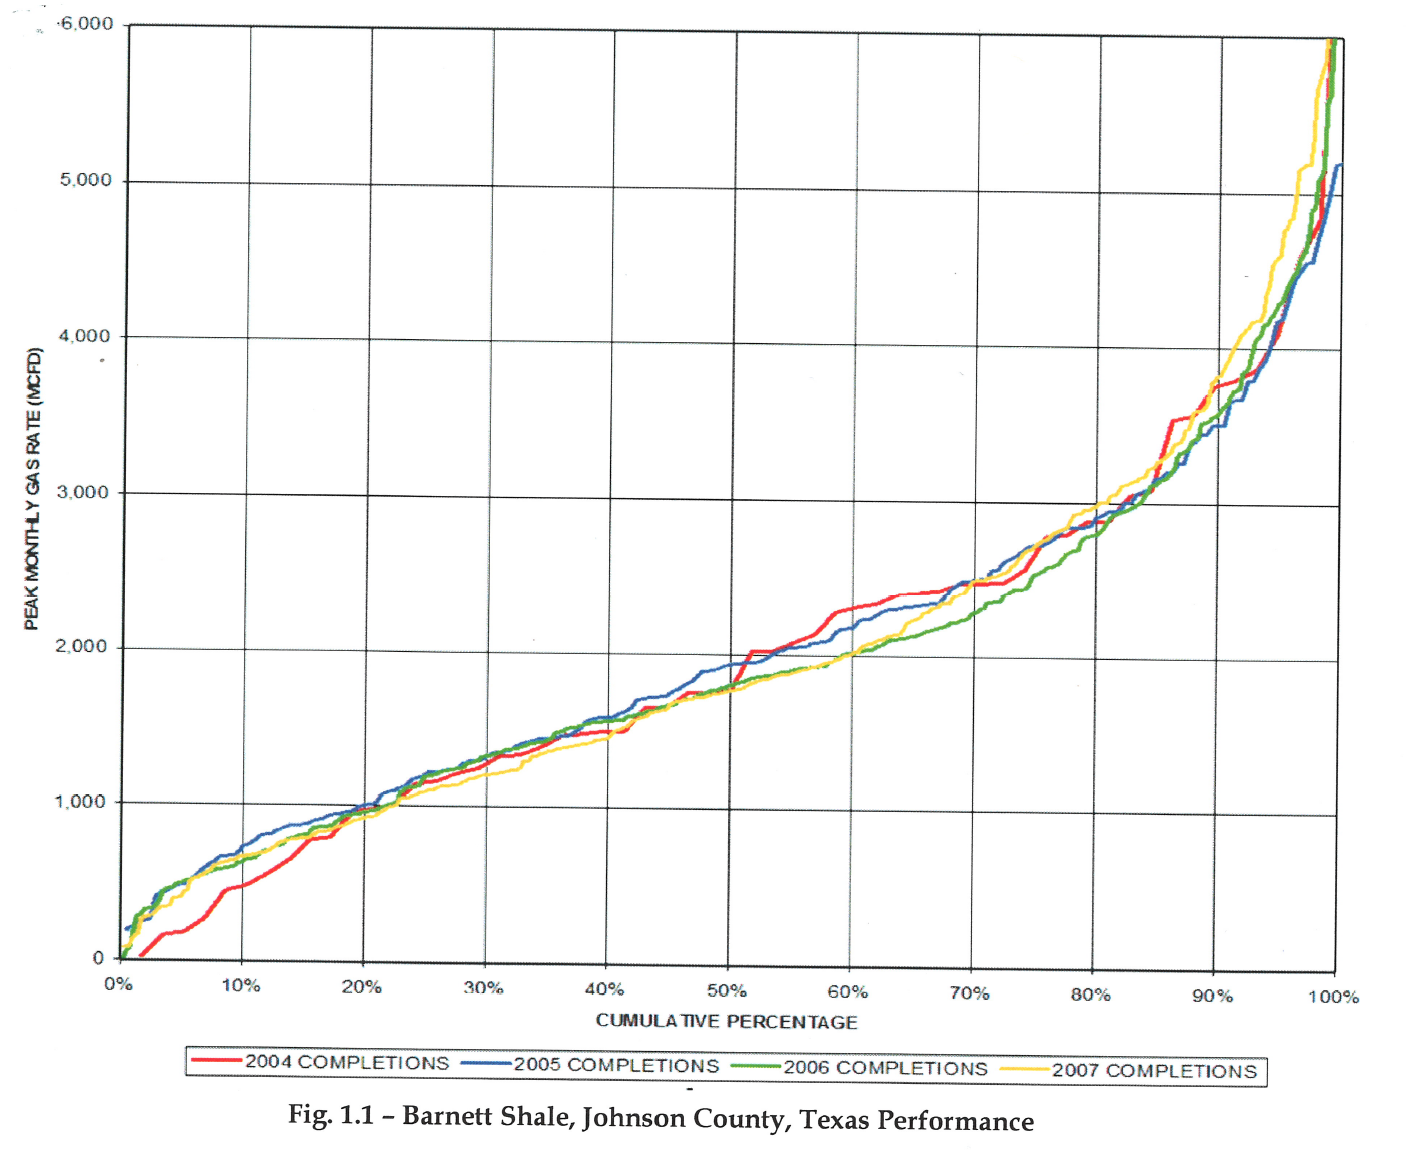 6,000
5,000
4,000
3,000
2,000
1,000
0
PEAK MONTHLY GAS RATE (MCFD)
0% 10% 20% 30% 40% 50% 60% 70% 80% 90% 100%
CUMULATIVE PERCENTAGE
2004 COMPLETIONS 2005 COMPLETIONS 2006 COMPLETIONS 2007 COMPLETIONS
Fig. 1.1 – Barnett Shale, Johnson County, Texas Performance